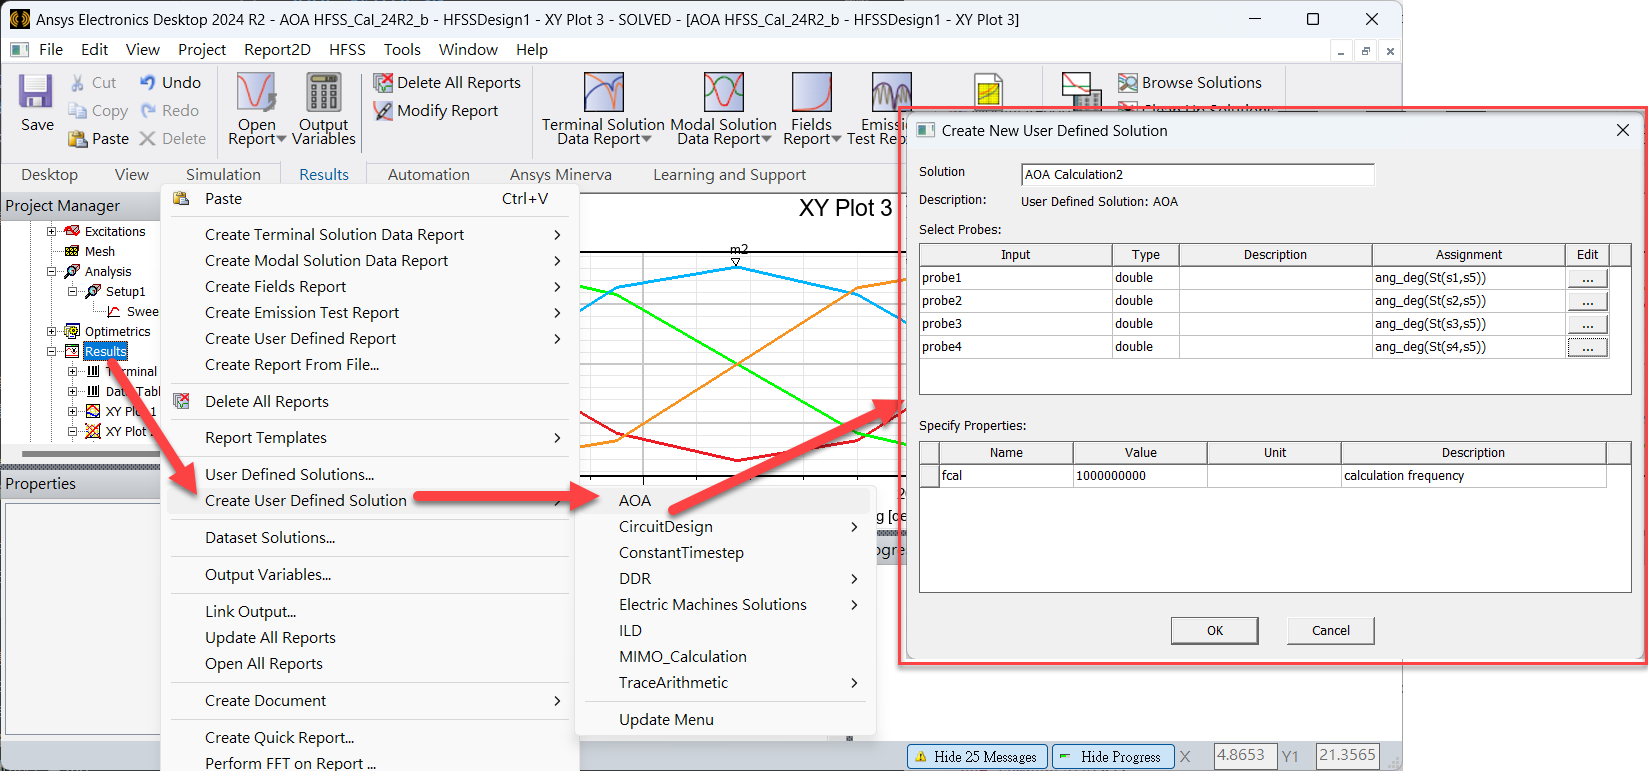 Ansys Electronics Desktop 2024 R2 - AOA HFSS_Cal_24R2_b - HFSSDesign1 - XY Plot 3 - SOLVED - [AOA HFSS_Cal_24R2_b - HFSSDesign1 - XY Plot 3]
File Edit View Project Report2D HFSS Tools Window Help
Save
Cut
Copy
Paste
Undo
Redo
Delete
Open Report
Output Variables
Delete All Reports
Modify Report
Terminal Solution Data Report
Modal Solution Data Report
Fields Report
Test
Browse Solutions
Desktop View Simulation Results Automation Ansys Minerva Learning and Support
Project Manager
Excitations
Mesh
Analysis
Setup1
Swee
Optimetrics
Results
Terminal
XY Plot 1
XY Plot
Properties
Paste Ctrl+V
Create Terminal Solution Data Report
Create Modal Solution Data Report
Create Fields Report
Create Emission Test Report
Create User Defined Report
Create Report From File...
Delete All Reports
Report Templates
User Defined Solutions...
Create User Defined Solution
Dataset Solutions...
Output Variables...
Link Output...
Update All Reports
Open All Reports
Create Document
Create Quick Report...
Perform FFT on Report ...
AOA
CircuitDesign
ConstantTimestep
DDR
Electric Machines Solutions
ILD
MIMO_Calculation
TraceArithmetic
Update Menu
XY Plot 3
m2
Create New User Defined Solution
Solution AOA Calculation2
Description: User Defined Solution: AOA
Select Probes:
Input Type Description Assignment Edit
probe1 double ang_deg(St(s1,s5)) ...
probe2 double ang_deg(St(s2,s5)) ...
probe3 double ang_deg(St(s3,s5)) ...
probe4 double ang_deg(St(s4,s5)) ...
Specify Properties:
Name Value Unit Description
fcal 1000000000 calculation frequency
OK Cancel
Hide 25 Messages Hide Progress X 4.8653 Y1 21.3565